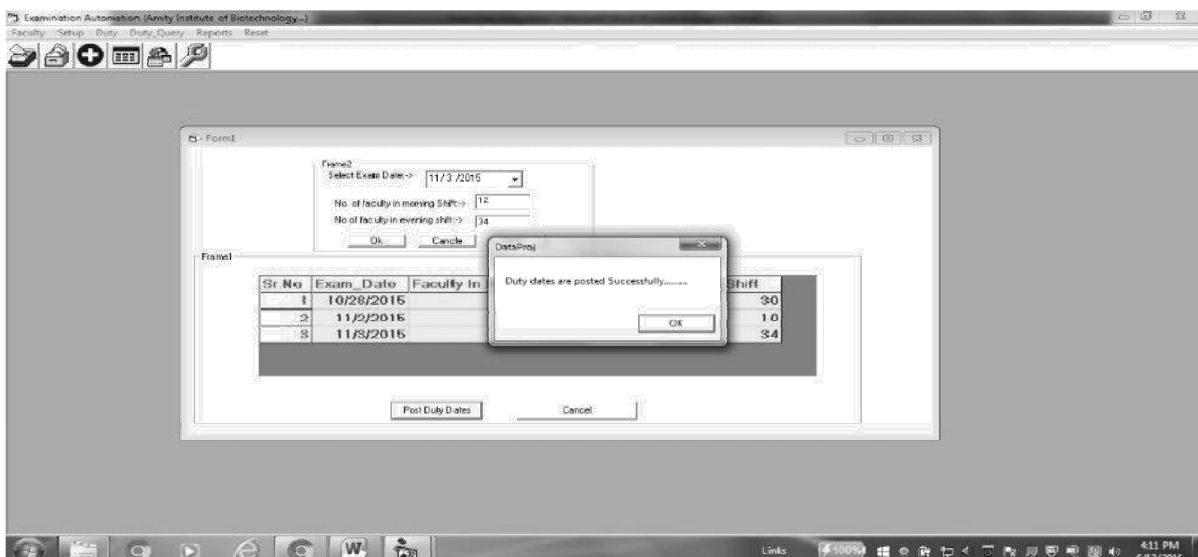 Examination Automation (Amity Institute of Biotechnology...)
Faculty Setup Duty Duty_Query Reports Reset
Form1
Frame2
Select Exam Date:-> 11/3 /2015
No. of faculty in morning Shift:-> 12
No of faculty in evening shift:-> 34
Ok Cancle
Frame1
DataProj
Duty dates are posted Successfully.........
OK
Sr.No Exam_Date Faculty In Shift
1 10/28/2015 30
2 11/2/2015 10
3 11/3/2015 34
Post Duty Dates Cancel
Links 100% 4:11 PM